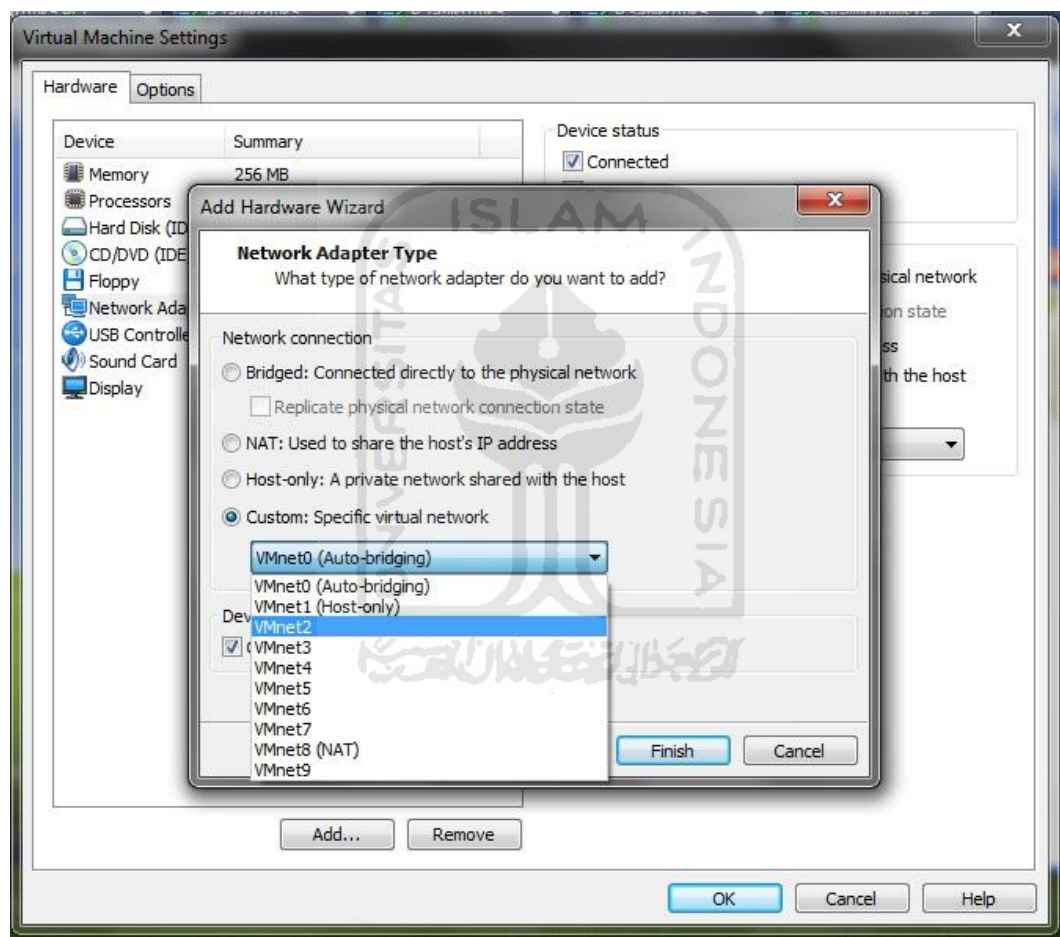 Virtual Machine Settings
x
Hardware
Options
Device Summary
Memory 256 MB
Processors
Hard Disk (ID
CD/DVD (IDE
Floppy
Network Ada
USB Controlle
Sound Card
Display
Device status
Connected
sical network
ion state
ss
th the host
Add Hardware Wizard
x
Network Adapter Type
What type of network adapter do you want to add?
Network connection
Bridged: Connected directly to the physical network
Replicate physical network connection state
NAT: Used to share the host's IP address
Host-only: A private network shared with the host
Custom: Specific virtual network
VMnet0 (Auto-bridging)
VMnet0 (Auto-bridging)
VMnet1 (Host-only)
VMnet2
VMnet3
VMnet4
VMnet5
VMnet6
VMnet7
VMnet8 (NAT)
VMnet9
Dev
Finish Cancel
Add... Remove
OK Cancel Help
UNIVERSITAS
ISLAM
INDONESIA